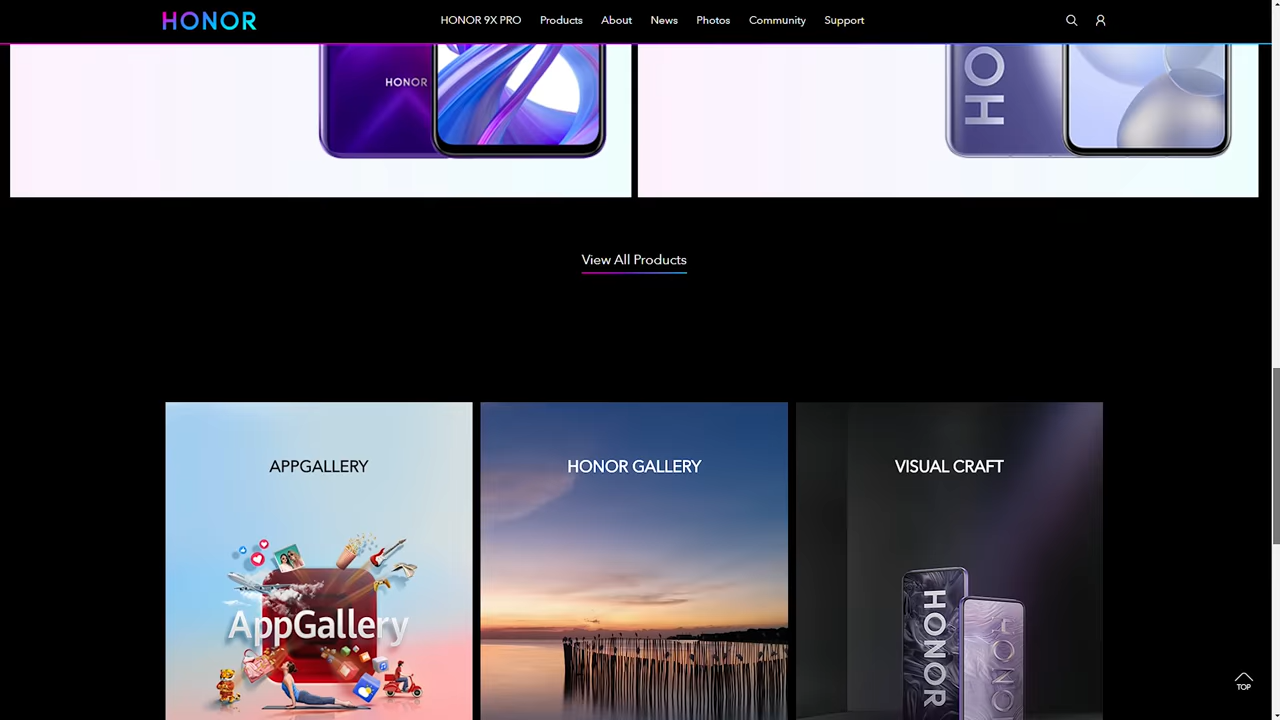 HONOR
HONOR 9X PRO
Products
About
News
Photos
Community
Support
HONOR
HO
View All Products
APPGALLERY
HONOR GALLERY
VISUAL CRAFT
AppGallery
HONOR
HONOR
TOP